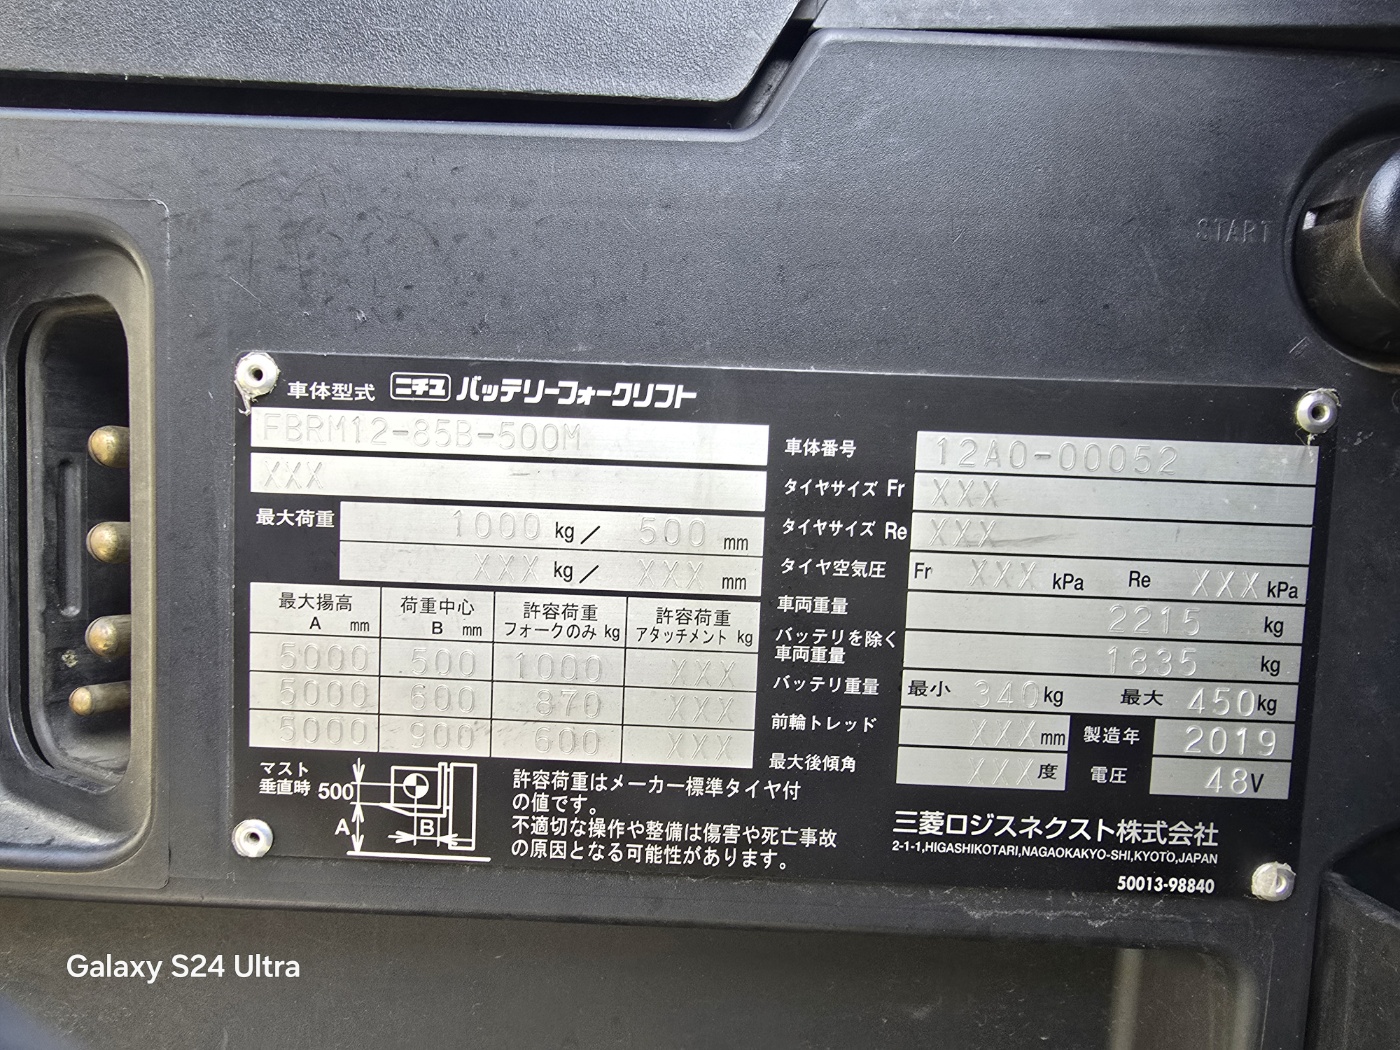 START
車体型式 ニチユ バッテリーフォークリフト
FBRM12-85B-500M
XXX
最大荷重 1000 kg／ 500 mm
XXX kg／ XXX mm
最大揚高 A mm 荷重中心 B mm 許容荷重 フォークのみ kg 許容荷重 アタッチメント kg
5000 500 1000 XXX
5000 600 870 XXX
5000 900 600 XXX
マスト
垂直時 500
A
B
許容荷重はメーカー標準タイヤ付
の値です。
不適切な操作や整備は傷害や死亡事故
の原因となる可能性があります。
車体番号 12A0-00052
タイヤサイズ Fr XXX
タイヤサイズ Re XXX
タイヤ空気圧 Fr XXX kPa Re XXX kPa
車両重量 2215 kg
バッテリを除く
車両重量 1835 kg
バッテリ重量 最小 340 kg 最大 450 kg
前輪トレッド XXX mm 製造年 2019
最大後傾角 XXX 度 電圧 48 V
三菱ロジスネクスト株式会社
2-1-1,HIGASHIKOTARI,NAGAOKAKYO-SHI,KYOTO,JAPAN
50013-98840
Galaxy S24 Ultra